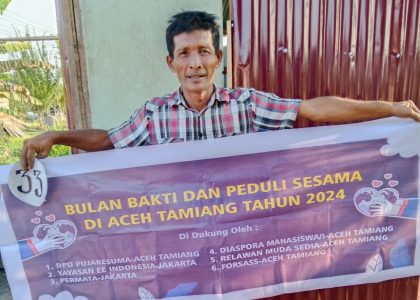 33
BULAN BAKTI DAN PEDULI SESAMA
DI ACEH TAMIANG TAHUN 2024
Di Dukung Oleh :
1. DPD PUJAKESUMA-ACEH TAMIANG
2. YAYASAN EE INDONESIA-JAKARTA
3. PERMATA-JAKARTA
4. DIASPORA MAHASISWA/I-ACEH TAMIANG
5. RELAWAN MUDA SEDIA-ACEH TAMIANG
6. FORSASS-ACEH TAMIANG